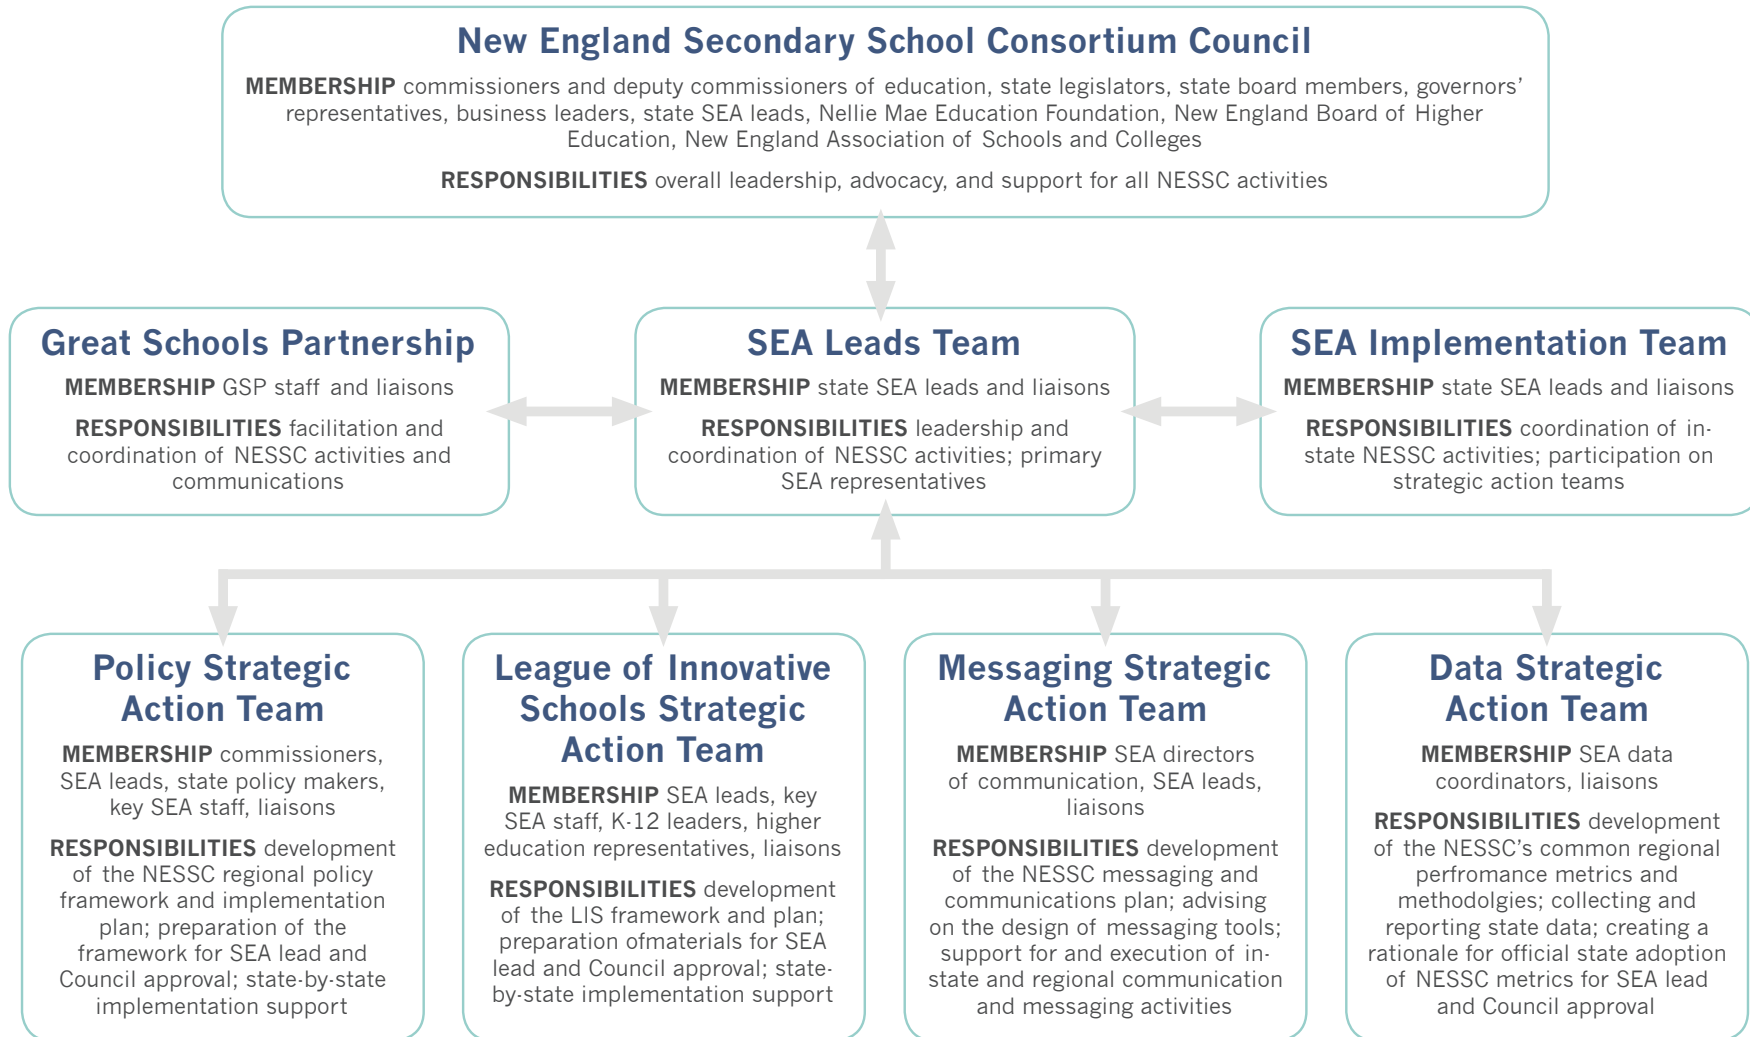 New England Secondary School Consortium Council
MEMBERSHIP commissioners and deputy commissioners of education, state legislators, state board members, governors’
representatives, business leaders, state SEA leads, Nellie Mae Education Foundation, New England Board of Higher
Education, New England Association of Schools and Colleges
RESPONSIBILITIES overall leadership, advocacy, and support for all NESSC activities
Great Schools Partnership
MEMBERSHIP GSP staff and liaisons
RESPONSIBILITIES facilitation and
coordination of NESSC activities and
communications
SEA Leads Team
MEMBERSHIP state SEA leads and liaisons
RESPONSIBILITIES leadership and
coordination of NESSC activities; primary
SEA representatives
SEA Implementation Team
MEMBERSHIP state SEA leads and liaisons
RESPONSIBILITIES coordination of in-
state NESSC activities; participation on
strategic action teams
Policy Strategic
Action Team
MEMBERSHIP commissioners,
SEA leads, state policy makers,
key SEA staff, liaisons
RESPONSIBILITIES development
of the NESSC regional policy
framework and implementation
plan; preparation of the
framework for SEA lead and
Council approval; state-by-state
implementation support
League of Innovative
Schools Strategic
Action Team
MEMBERSHIP SEA leads, key
SEA staff, K-12 leaders, higher
education representatives, liaisons
RESPONSIBILITIES development
of the LIS framework and plan;
preparation ofmaterials for SEA
lead and Council approval; state-
by-state implementation support
Messaging Strategic
Action Team
MEMBERSHIP SEA directors
of communication, SEA leads,
liaisons
RESPONSIBILITIES development
of the NESSC messaging and
communications plan; advising
on the design of messaging tools;
support for and execution of in-
state and regional communication
and messaging activities
Data Strategic
Action Team
MEMBERSHIP SEA data
coordinators, liaisons
RESPONSIBILITIES development
of the NESSC’s common regional
perfromance metrics and
methodolgies; collecting and
reporting state data; creating a
rationale for official state adoption
of NESSC metrics for SEA lead
and Council approval